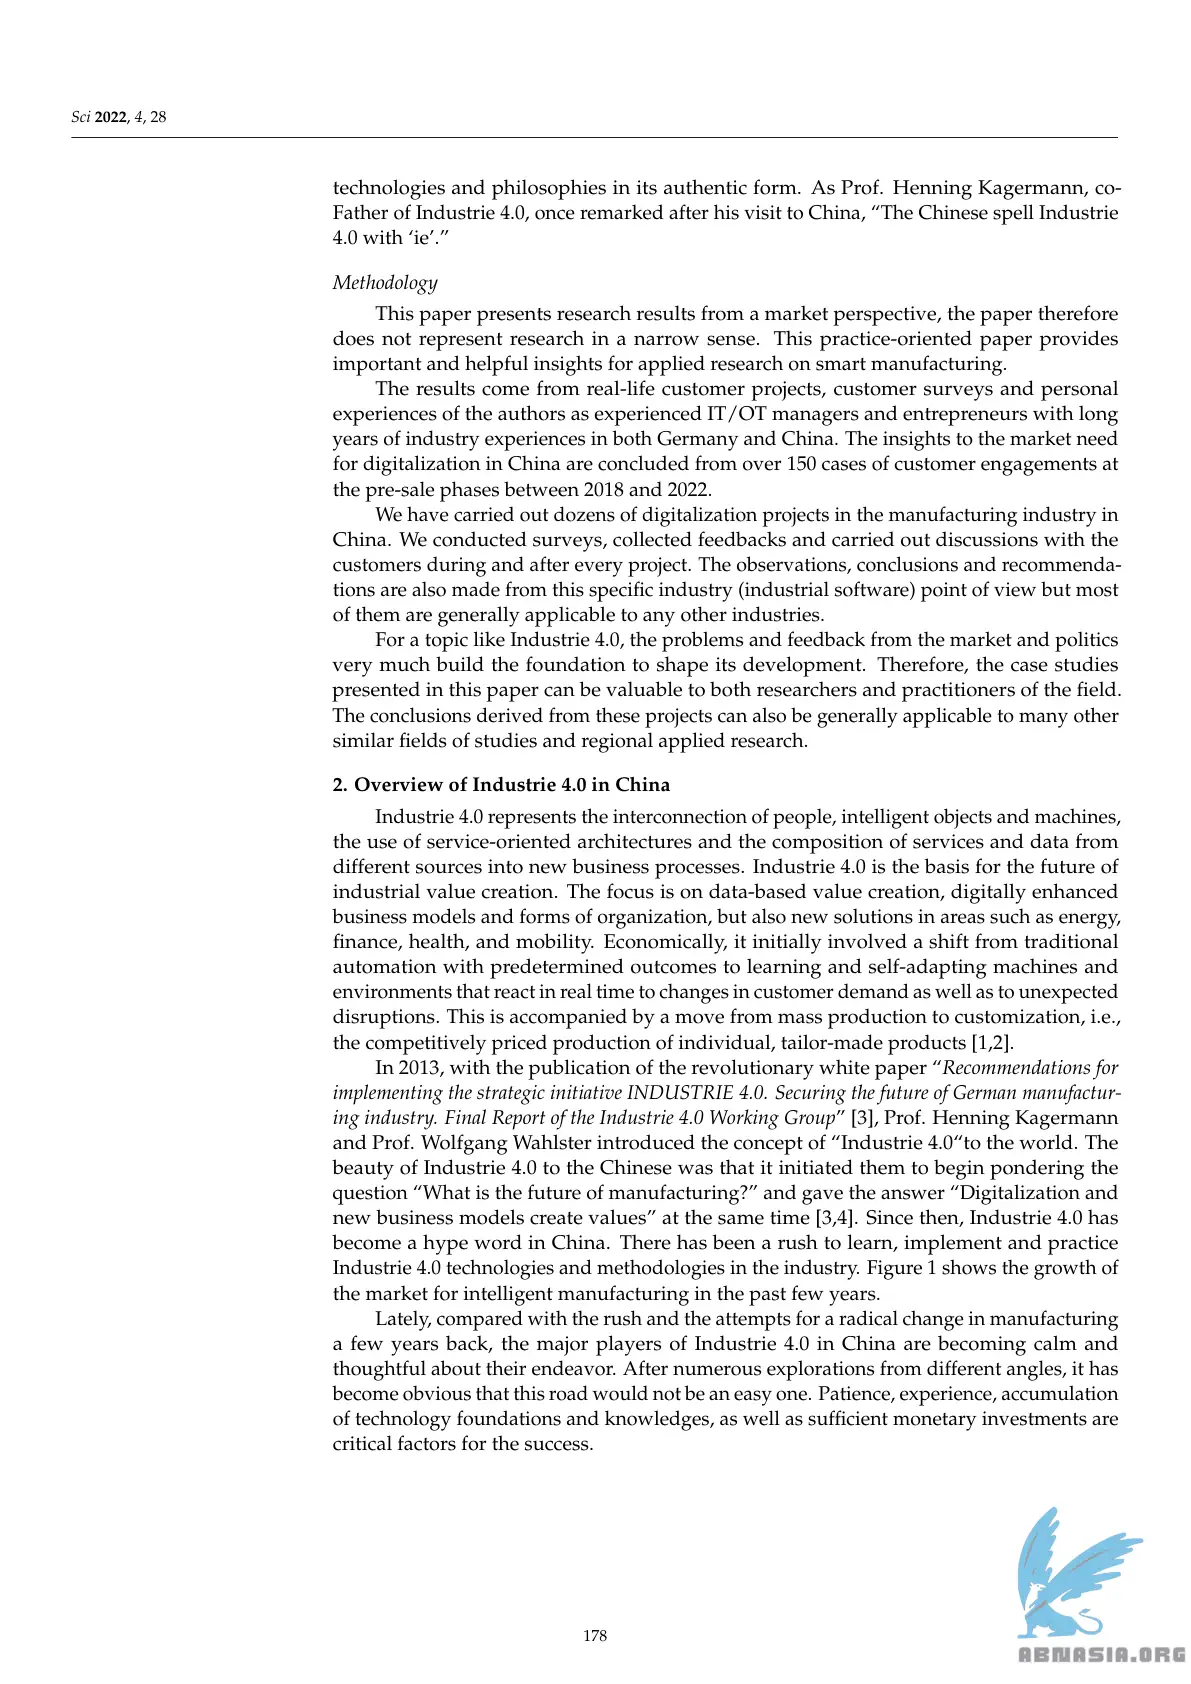 Sci 2022, 4, 28
technologies and philosophies in its authentic form. As Prof. Henning Kagermann, co-
Father of Industrie 4.0, once remarked after his visit to China, “The Chinese spell Industrie
4.0 with ‘ie’.”
Methodology
This paper presents research results from a market perspective, the paper therefore
does not represent research in a narrow sense. This practice-oriented paper provides
important and helpful insights for applied research on smart manufacturing.
The results come from real-life customer projects, customer surveys and personal
experiences of the authors as experienced IT/OT managers and entrepreneurs with long
years of industry experiences in both Germany and China. The insights to the market need
for digitalization in China are concluded from over 150 cases of customer engagements at
the pre-sale phases between 2018 and 2022.
We have carried out dozens of digitalization projects in the manufacturing industry in
China. We conducted surveys, collected feedbacks and carried out discussions with the
customers during and after every project. The observations, conclusions and recommenda-
tions are also made from this specific industry (industrial software) point of view but most
of them are generally applicable to any other industries.
For a topic like Industrie 4.0, the problems and feedback from the market and politics
very much build the foundation to shape its development. Therefore, the case studies
presented in this paper can be valuable to both researchers and practitioners of the field.
The conclusions derived from these projects can also be generally applicable to many other
similar fields of studies and regional applied research.
2. Overview of Industrie 4.0 in China
Industrie 4.0 represents the interconnection of people, intelligent objects and machines,
the use of service-oriented architectures and the composition of services and data from
different sources into new business processes. Industrie 4.0 is the basis for the future of
industrial value creation. The focus is on data-based value creation, digitally enhanced
business models and forms of organization, but also new solutions in areas such as energy,
finance, health, and mobility. Economically, it initially involved a shift from traditional
automation with predetermined outcomes to learning and self-adapting machines and
environments that react in real time to changes in customer demand as well as to unexpected
disruptions. This is accompanied by a move from mass production to customization, i.e.,
the competitively priced production of individual, tailor-made products [1,2].
In 2013, with the publication of the revolutionary white paper “Recommendations for
implementing the strategic initiative INDUSTRIE 4.0. Securing the future of German manufactur-
ing industry. Final Report of the Industrie 4.0 Working Group” [3], Prof. Henning Kagermann
and Prof. Wolfgang Wahlster introduced the concept of “Industrie 4.0“to the world. The
beauty of Industrie 4.0 to the Chinese was that it initiated them to begin pondering the
question “What is the future of manufacturing?” and gave the answer “Digitalization and
new business models create values” at the same time [3,4]. Since then, Industrie 4.0 has
become a hype word in China. There has been a rush to learn, implement and practice
Industrie 4.0 technologies and methodologies in the industry. Figure 1 shows the growth of
the market for intelligent manufacturing in the past few years.
Lately, compared with the rush and the attempts for a radical change in manufacturing
a few years back, the major players of Industrie 4.0 in China are becoming calm and
thoughtful about their endeavor. After numerous explorations from different angles, it has
become obvious that this road would not be an easy one. Patience, experience, accumulation
of technology foundations and knowledges, as well as sufficient monetary investments are
critical factors for the success.
178
ABNASIA.ORG